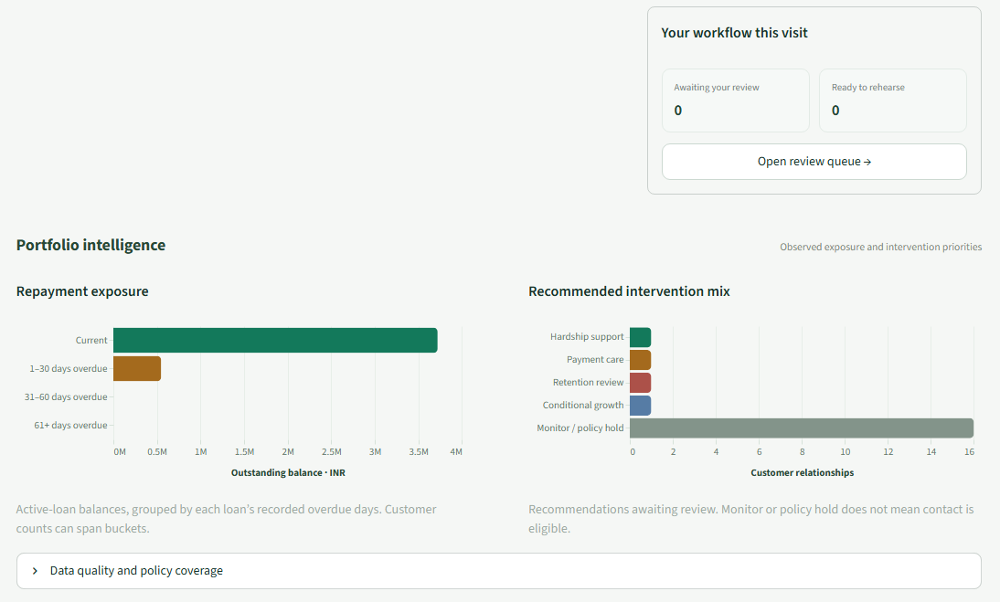 Your workflow this visit
Awaiting your review
Ready to rehearse
0
0
Open review queue →
Portfolio intelligence
Observed exposure and intervention priorities
Repayment exposure
Current
1–30 days overdue
31–60 days overdue
61+ days overdue
0M 0.5M 1M 1.5M 2M 2.5M 3M 3.5M 4M
Outstanding balance · INR
Active-loan balances, grouped by each loan’s recorded overdue days. Customer
counts can span buckets.
Recommended intervention mix
Hardship support
Payment care
Retention review
Conditional growth
Monitor / policy hold
0 2 4 6 8 10 12 14 16
Customer relationships
Recommendations awaiting review. Monitor or policy hold does not mean contact is
eligible.
Data quality and policy coverage